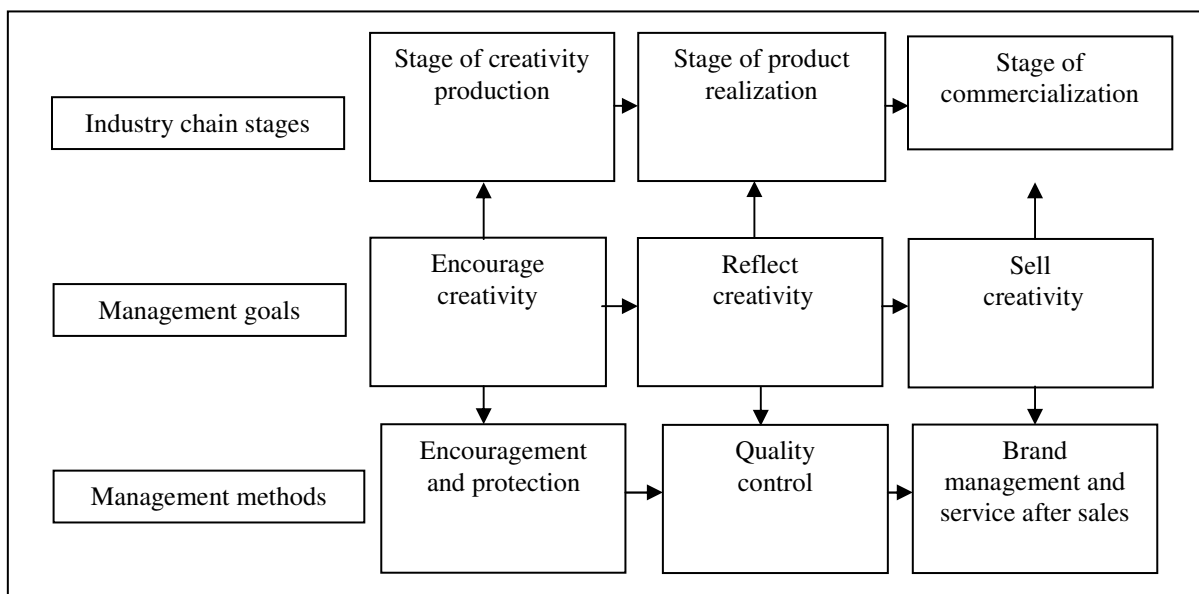 Industry chain stages
Stage of creativity
production
Stage of product
realization
Stage of
commercialization
Management goals
Encourage
creativity
Reflect
creativity
Sell
creativity
Management methods
Encouragement
and protection
Quality
control
Brand
management and
service after sales